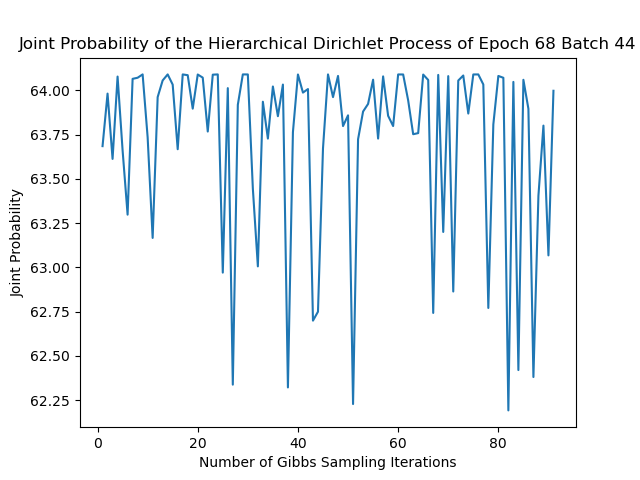 Joint Probability of the Hierarchical Dirichlet Process of Epoch 68 Batch 44
64.00
63.75
63.50
63.25
63.00
62.75
62.50
62.25
Joint Probability
0 20 40 60 80
Number of Gibbs Sampling Iterations